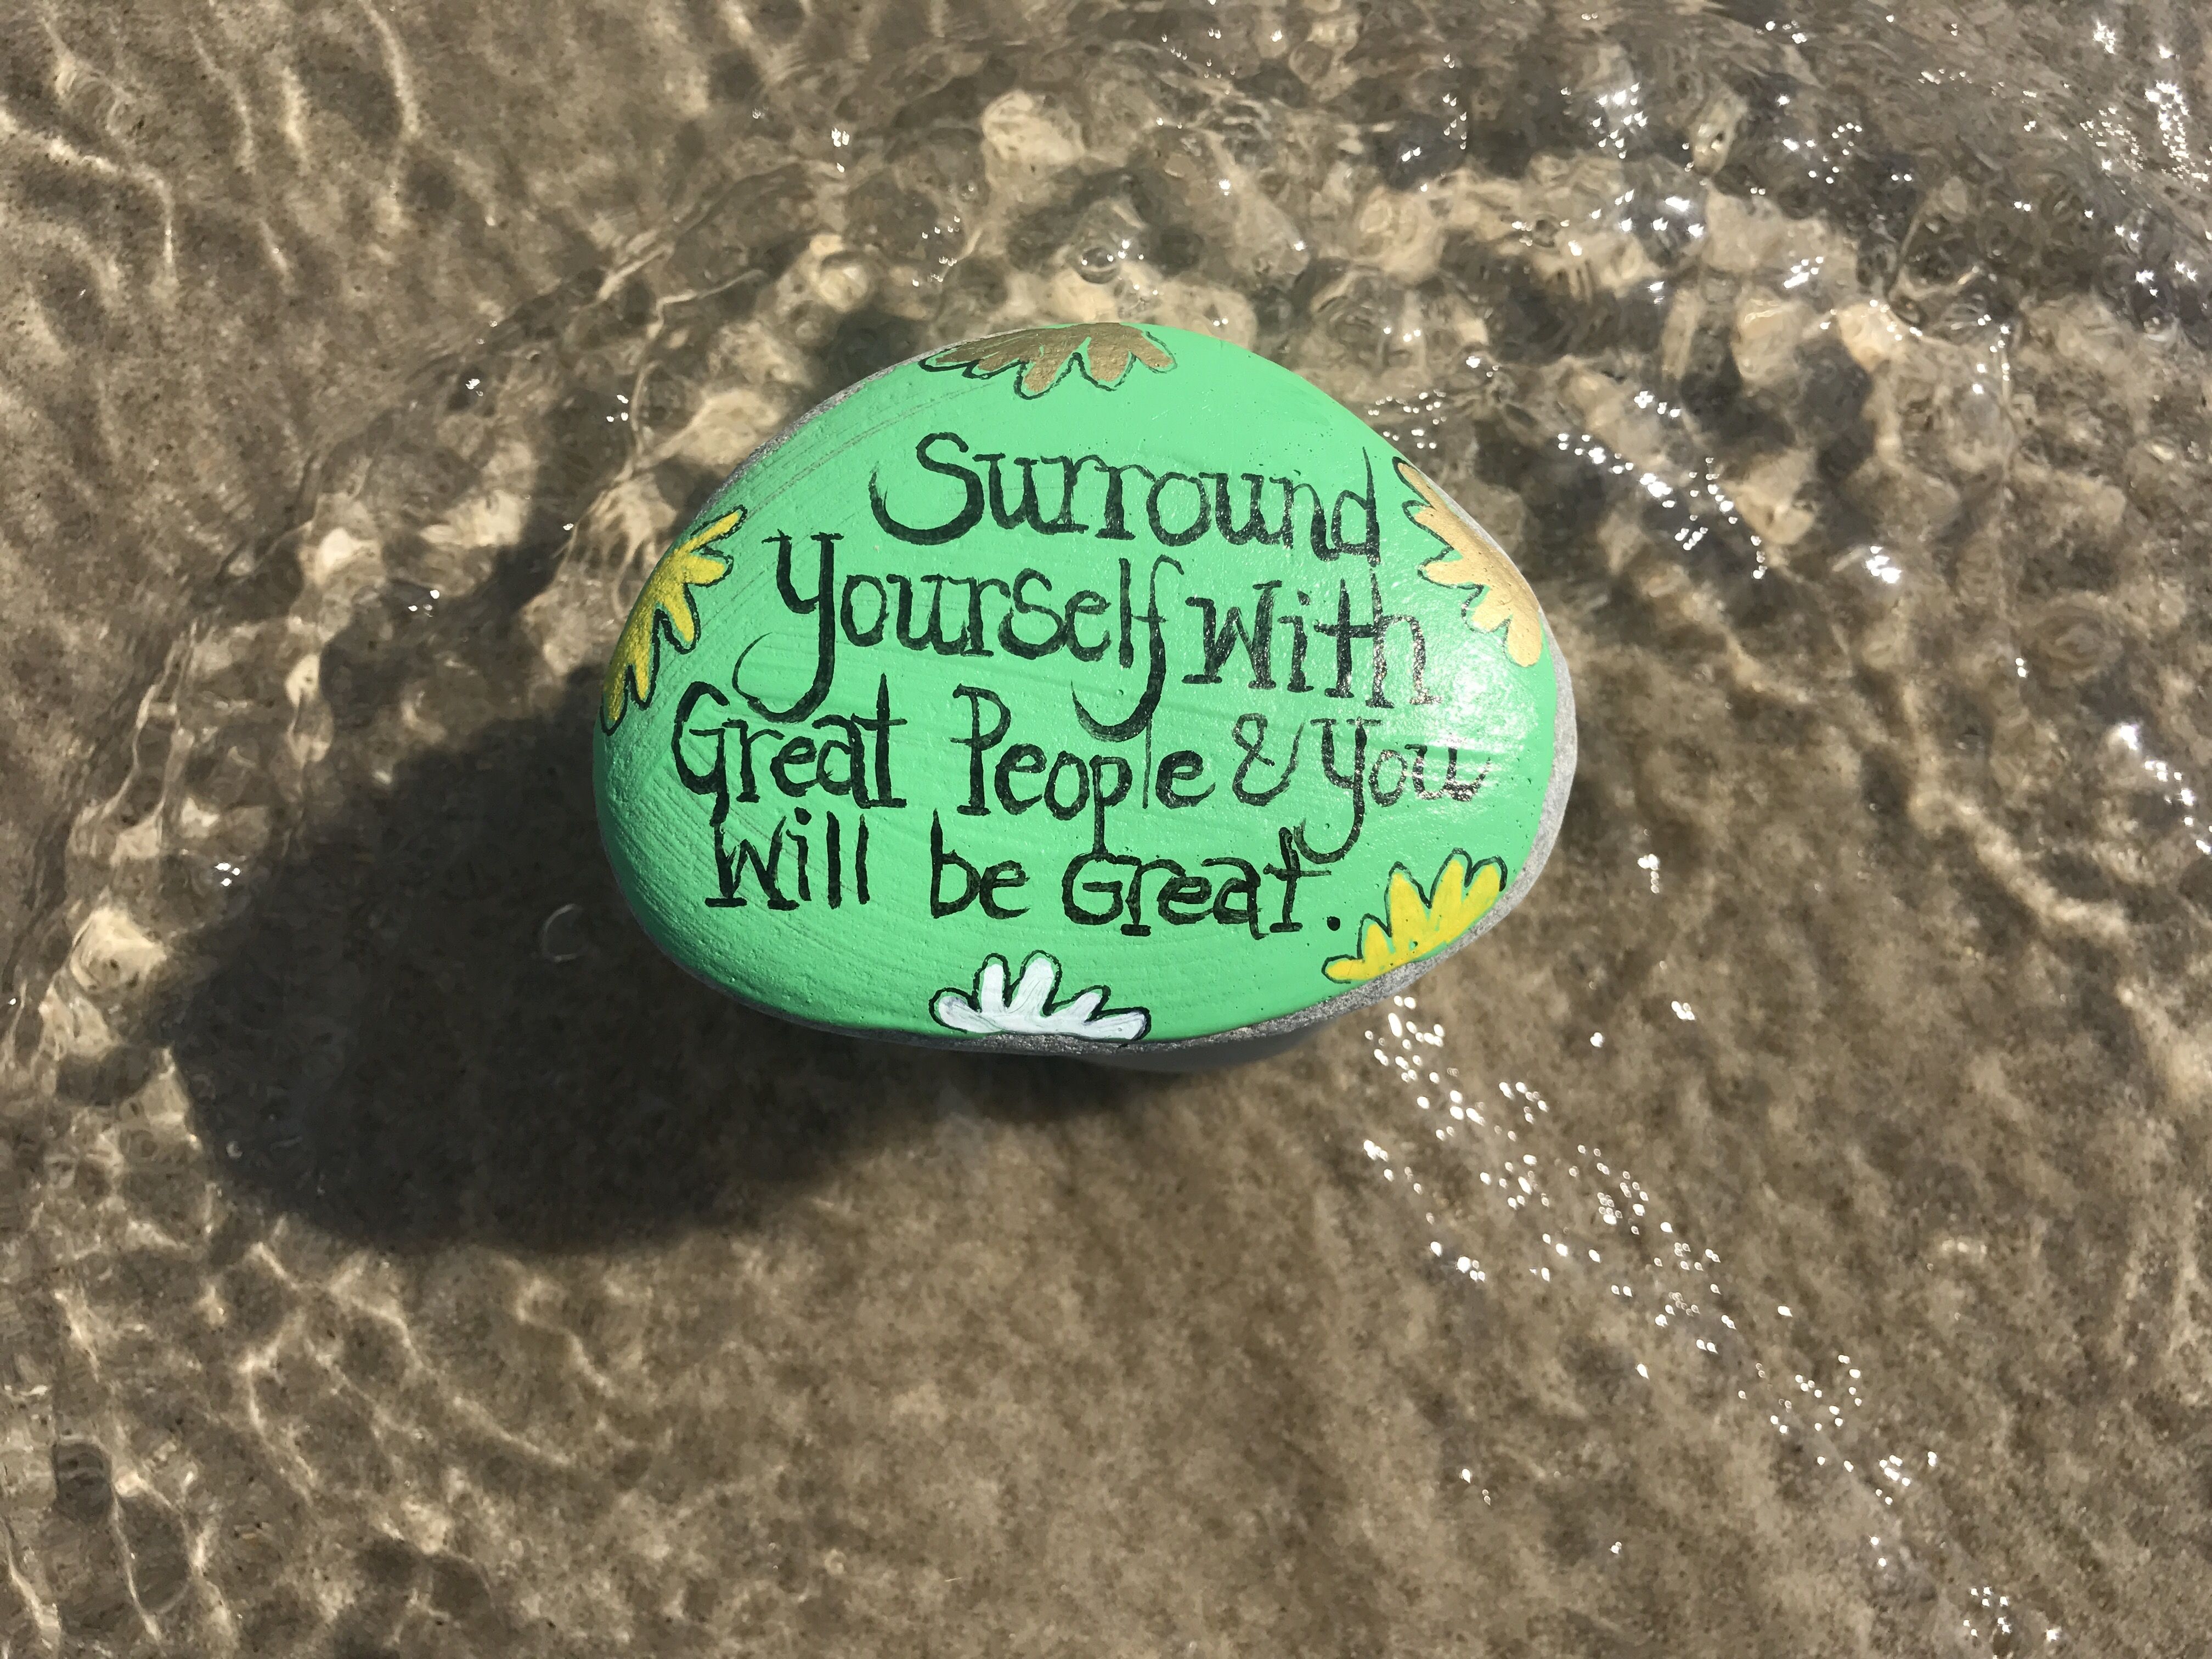 Surround
Yourself With
Great People & You
Will be Great.